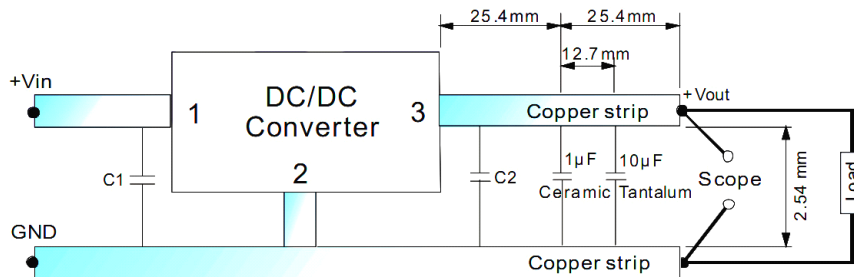 25.4mm
25.4mm
12.7mm
+Vin
1
DC/DC
Converter
3
2
Copper strip
+Vout
C1
C2
1µF
Ceramic
10µF
Tantalum
Scope
2.54 mm
Load
GND
Copper strip